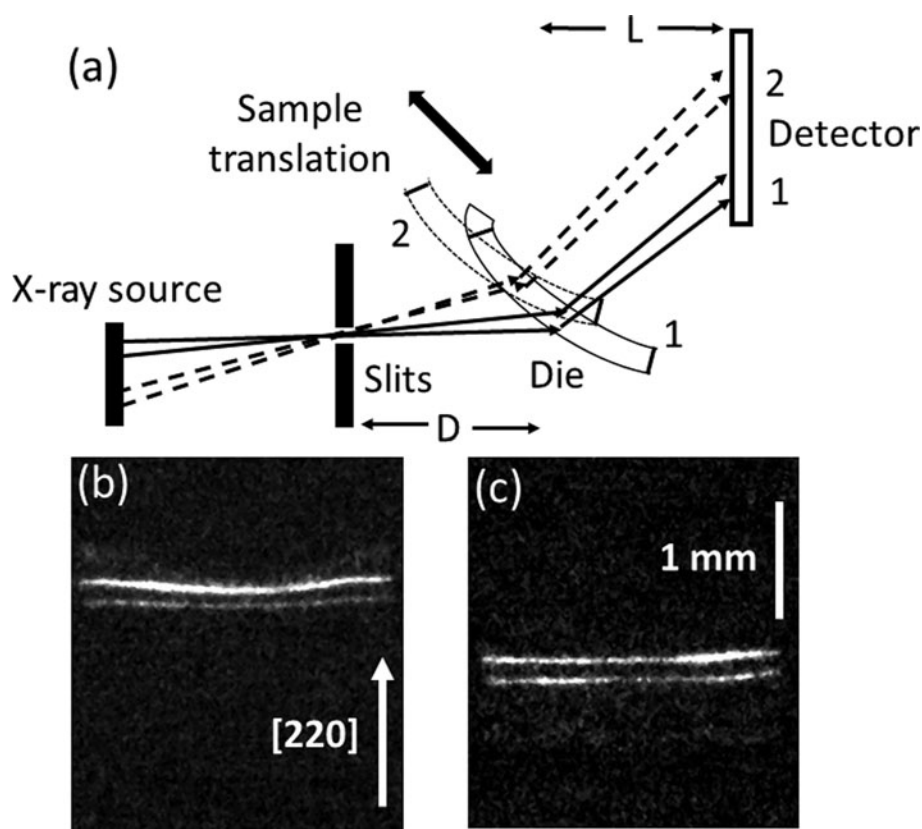 (a)
L
2
Detector
1
Sample
translation
2
X-ray source
1
Slits
Die
D
(b)
[220]
(c)
1 mm